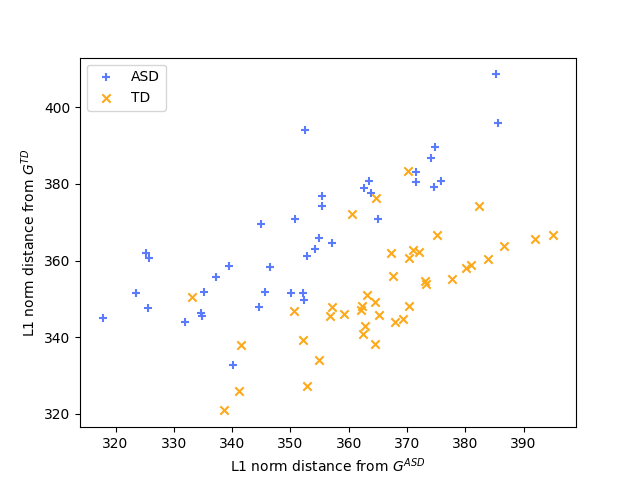 ASD
TD
400
380
360
340
320
L1 norm distance from G^{TD}
320 330 340 350 360 370 380 390
L1 norm distance from G^{ASD}